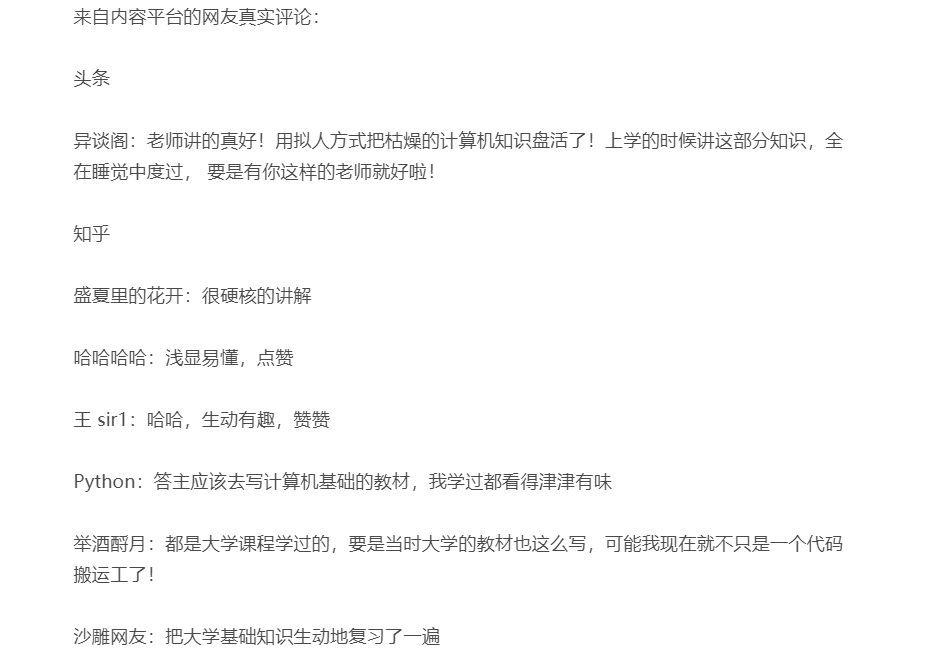 来自内容平台的网友真实评论：
头条
异谈阁：老师讲的真好！用拟人方式把枯燥的计算机知识盘活了！上学的时候讲这部分知识，全
在睡觉中度过， 要是有你这样的老师就好啦！
知乎
盛夏里的花开：很硬核的讲解
哈哈哈哈：浅显易懂，点赞
王 sir1：哈哈，生动有趣，赞赞
Python：答主应该去写计算机基础的教材，我学过都看得津津有味
举酒酹月：都是大学课程学过的，要是当时大学的教材也这么写，可能我现在就不只是一个代码
搬运工了！
沙雕网友：把大学基础知识生动地复习了一遍